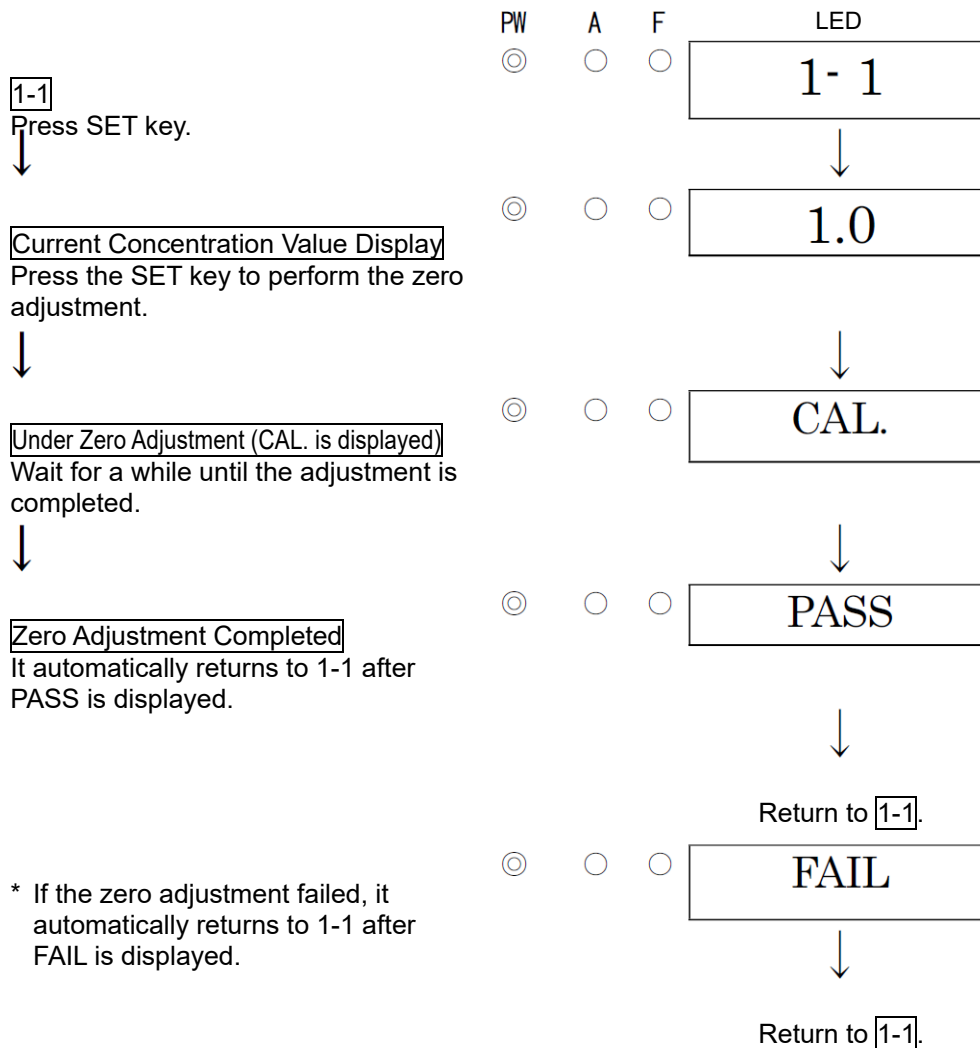 PW A F LED
1- 1
1-1
Press SET key.
1.0
Current Concentration Value Display
Press the SET key to perform the zero
adjustment.
CAL.
Under Zero Adjustment (CAL. is displayed)
Wait for a while until the adjustment is
completed.
PASS
Zero Adjustment Completed
It automatically returns to 1-1 after
PASS is displayed.
Return to 1-1.
FAIL
* If the zero adjustment failed, it
automatically returns to 1-1 after
FAIL is displayed.
Return to 1-1.